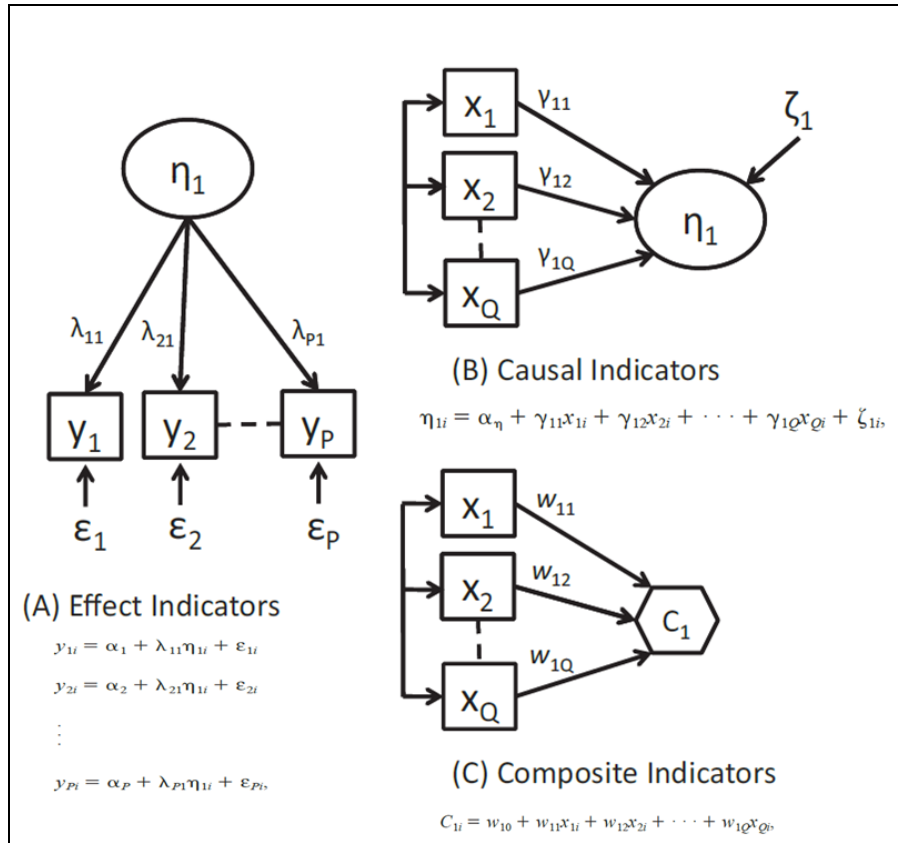 η1
λ11
λ21
λP1
y1
y2
yP
ε1
ε2
εP
(A) Effect Indicators
y1i = α1 + λ11η1i + ε1i
y2i = α2 + λ21η1i + ε2i
⋮
yPi = αP + λP1η1i + εPi,
x1
γ11
ζ1
x2
γ12
η1
xQ
γ1Q
(B) Causal Indicators
η1i = αη + γ11x1i + γ12x2i + · · · + γ1QxQi + ζ1i,
x1
w11
x2
w12
C1
xQ
w1Q
(C) Composite Indicators
C1i = w10 + w11x1i + w12x2i + · · · + w1QxQi,